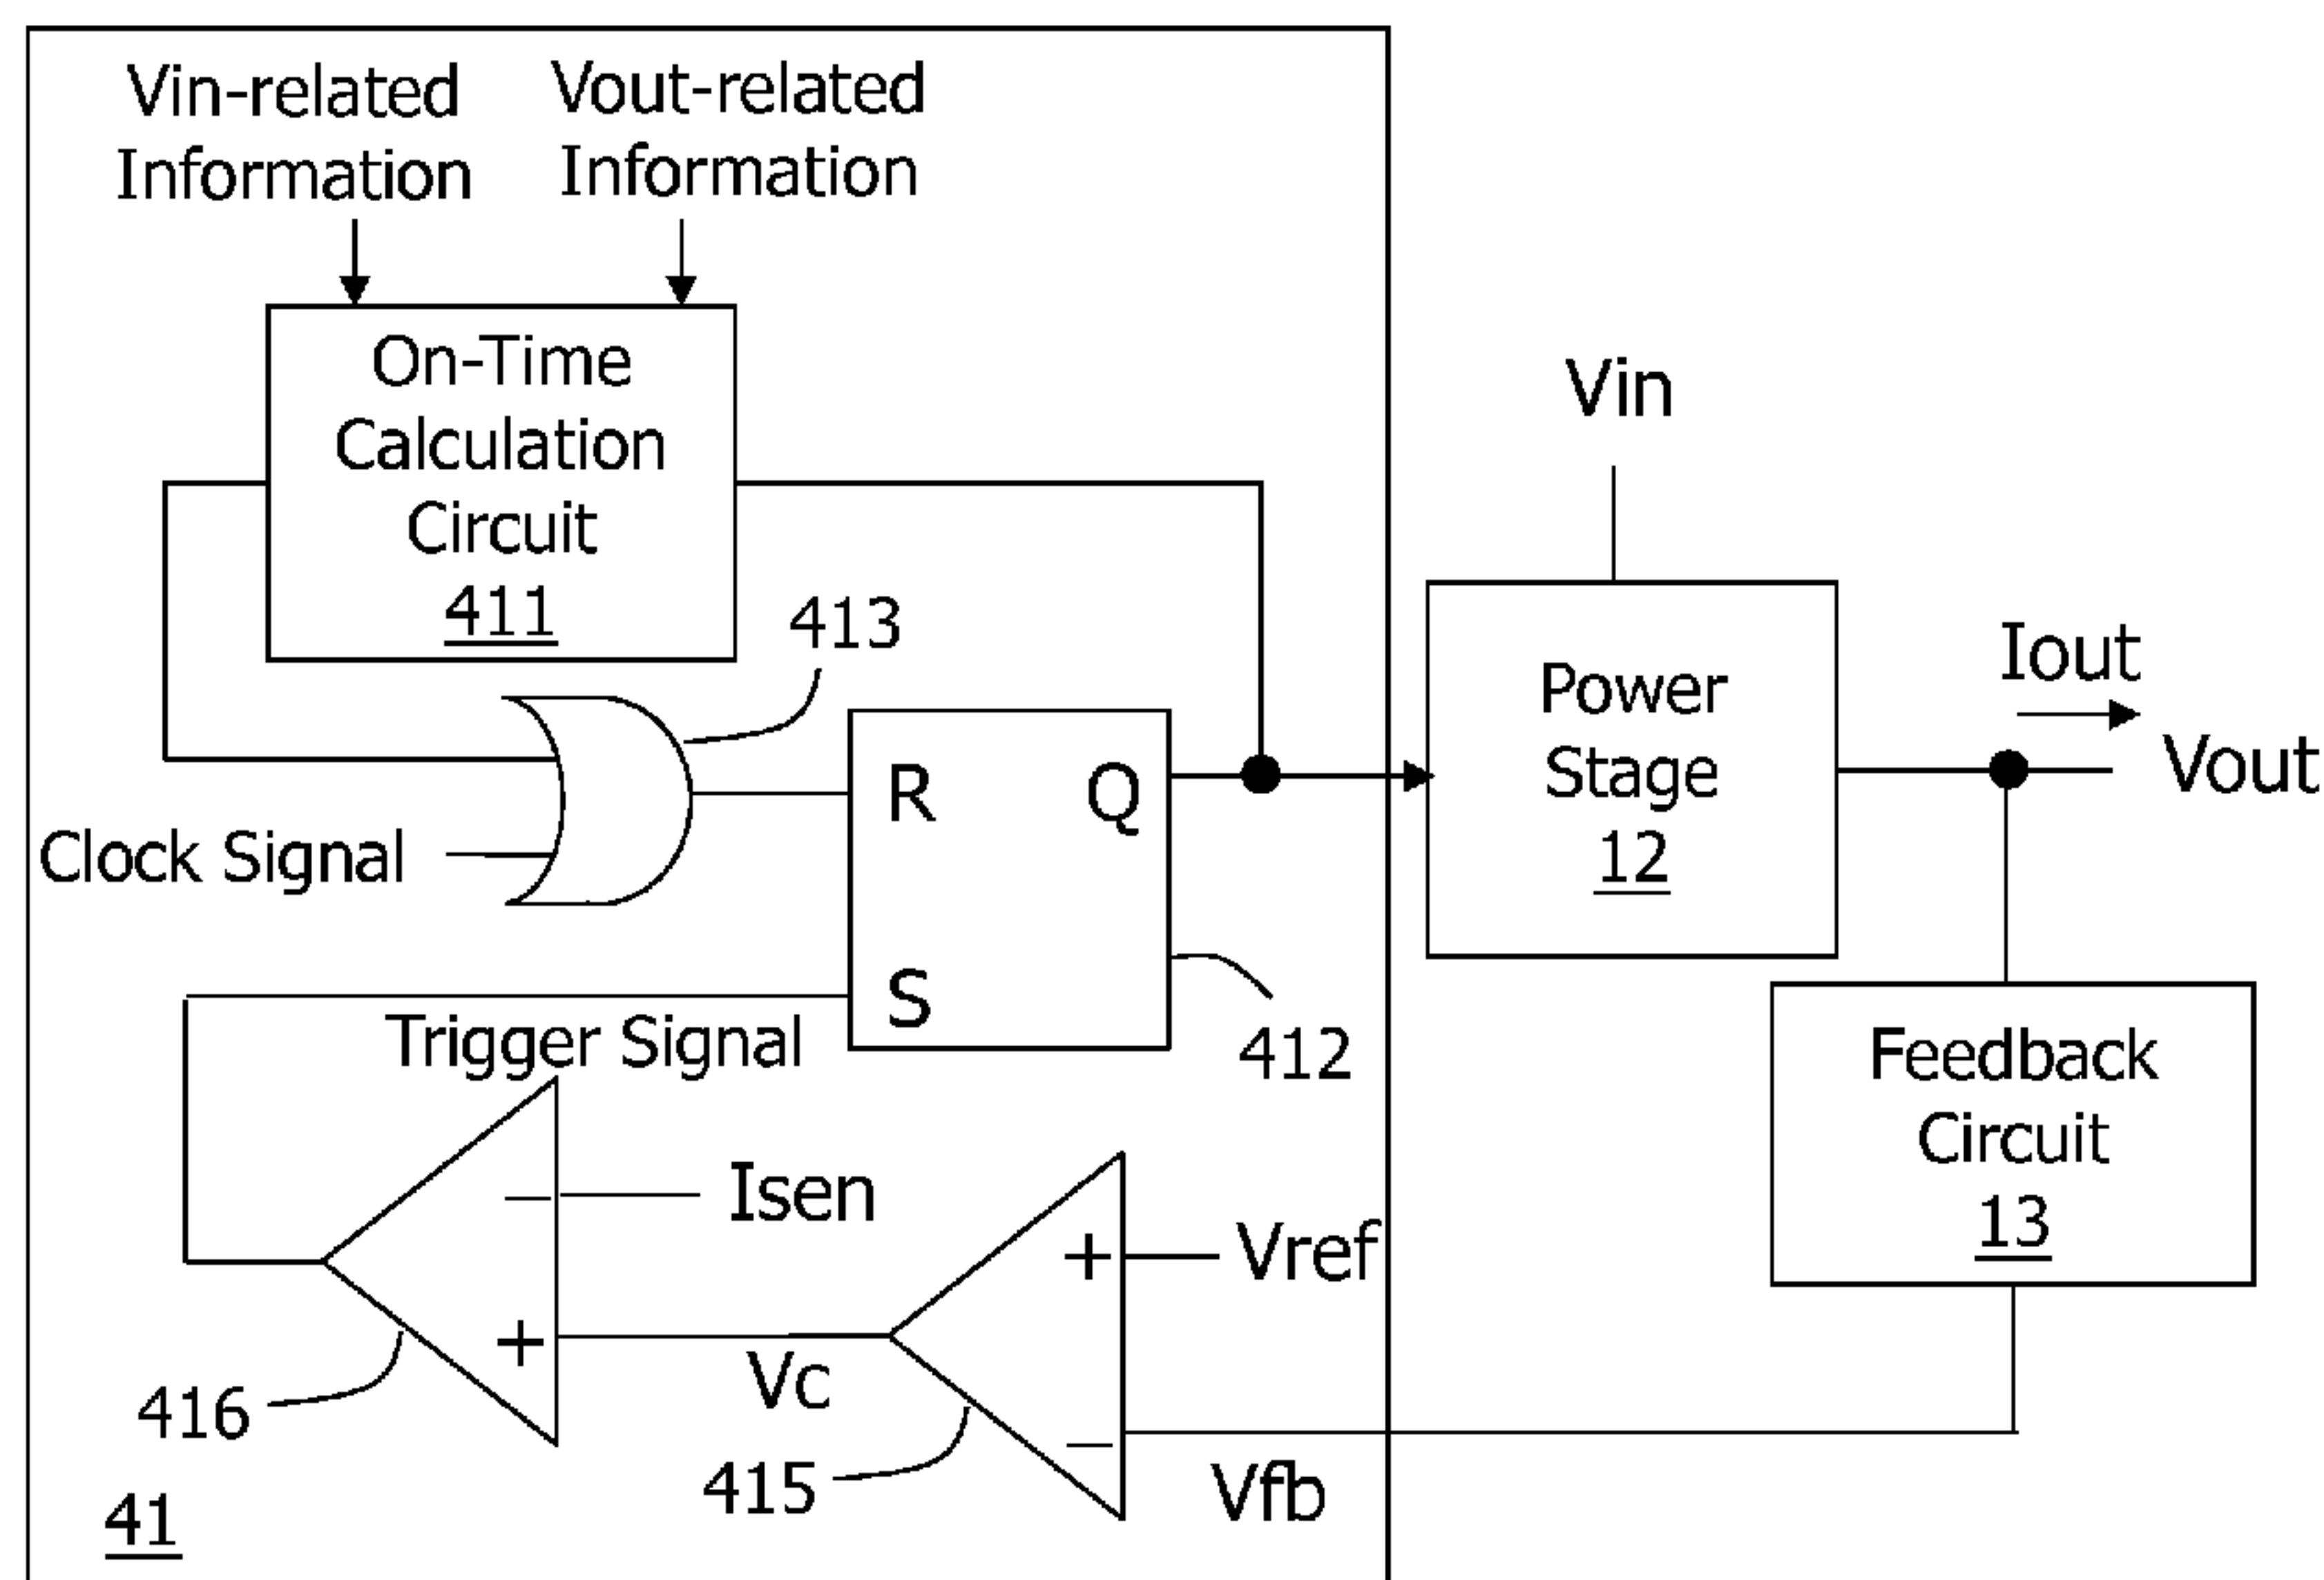 Vin-related
Information
Vout-related
Information
On-Time
Calculation
Circuit
411
413
Vin
Iout
Vout
Power
Stage
12
R
Q
S
Clock Signal
Trigger Signal
412
Feedback
Circuit
13
−
Isen
+
Vref
+
Vc
−
Vfb
416
415
41